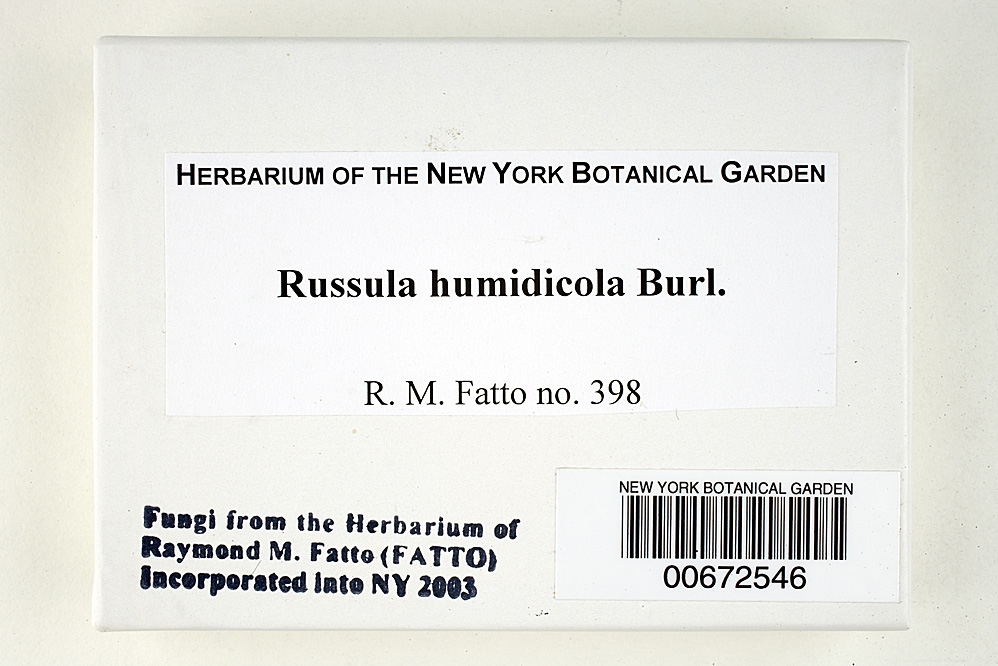 HERBARIUM OF THE NEW YORK BOTANICAL GARDEN
Russula humidicola Burl.
R. M. Fatto no. 398
NEW YORK BOTANICAL GARDEN
00672546
Fungi from the Herbarium of
Raymond M. Fatto (FATTO)
Incorporated into NY 2003